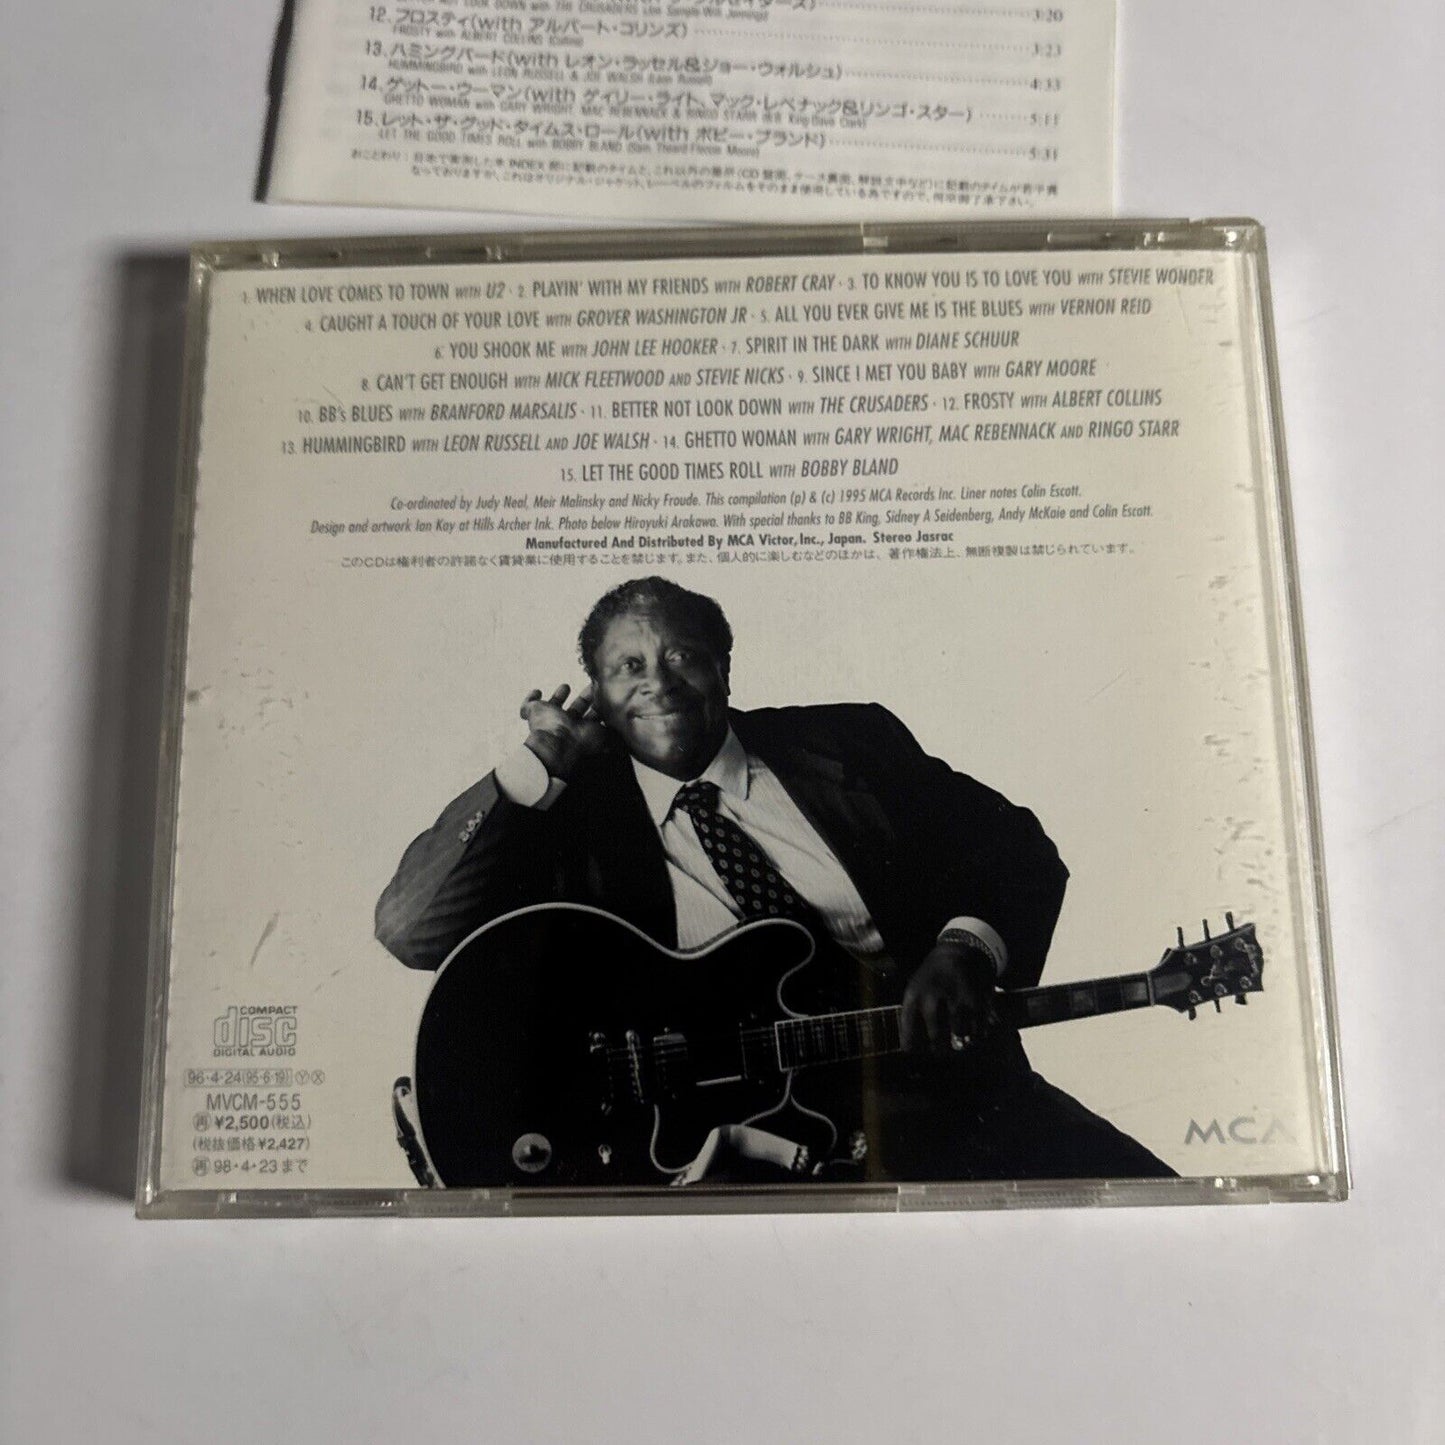 3:20
12. フロスティ(with アルバート・コリンズ) 3:23
FROSTY with ALBERT COLLINS (Collins)
13. ハミングバード(with レオン・ラッセル&ジョー・ウォルシュ) 4:33
HUMMINGBIRD with LEON RUSSELL & JOE WALSH (Leon Russell)
14. ゲットー・ウーマン(with ゲイリー・ライト、マック・レベナック&リンゴ・スター) 5:11
GHETTO WOMAN with GARY WRIGHT, MAC REBENNACK & RINGO STARR (B.B. King-Dave Clark)
15. レット・ザ・グッド・タイムス・ロール(with ボビー・ブランド) 5:31
LET THE GOOD TIMES ROLL with BOBBY BLAND (Sam Theard-Fleecie Moore)
1. WHEN LOVE COMES TO TOWN WITH U2 · 2. PLAYIN' WITH MY FRIENDS WITH ROBERT CRAY · 3. TO KNOW YOU IS TO LOVE YOU WITH STEVIE WONDER
4. CAUGHT A TOUCH OF YOUR LOVE WITH GROVER WASHINGTON JR · 5. ALL YOU EVER GIVE ME IS THE BLUES WITH VERNON REID
6. YOU SHOOK ME WITH JOHN LEE HOOKER · 7. SPIRIT IN THE DARK WITH DIANE SCHUUR
8. CAN'T GET ENOUGH WITH MICK FLEETWOOD AND STEVIE NICKS · 9. SINCE I MET YOU BABY WITH GARY MOORE
10. BB's BLUES WITH BRANFORD MARSALIS · 11. BETTER NOT LOOK DOWN WITH THE CRUSADERS · 12. FROSTY WITH ALBERT COLLINS
13. HUMMINGBIRD WITH LEON RUSSELL AND JOE WALSH · 14. GHETTO WOMAN WITH GARY WRIGHT, MAC REBENNACK AND RINGO STARR
15. LET THE GOOD TIMES ROLL WITH BOBBY BLAND
Co-ordinated by Judy Neal, Meir Malinsky and Nicky Froude. This compilation (p) & (c) 1995 MCA Records Inc. Liner notes Colin Escott.
Design and artwork Ian Kay at Hills Archer Ink. Photo below Hiroyuki Arakawa. With special thanks to BB King, Sidney A Seidenberg, Andy McKaie and Colin Escott.
Manufactured And Distributed By MCA Victor, Inc., Japan. Stereo Jasrac
このCDは権利者の許諾なく賃貸業に使用することを禁じます。また、個人的に楽しむなどのほかは、著作権法上、無断複製は禁じられています。
COMPACT
disc
DIGITAL AUDIO
96・4・24(95・6・19) Ⓨ Ⓧ
MVCM-555
㊢¥2,500(税込)
(税抜価格¥2,427)
98・4・23まで
MCA